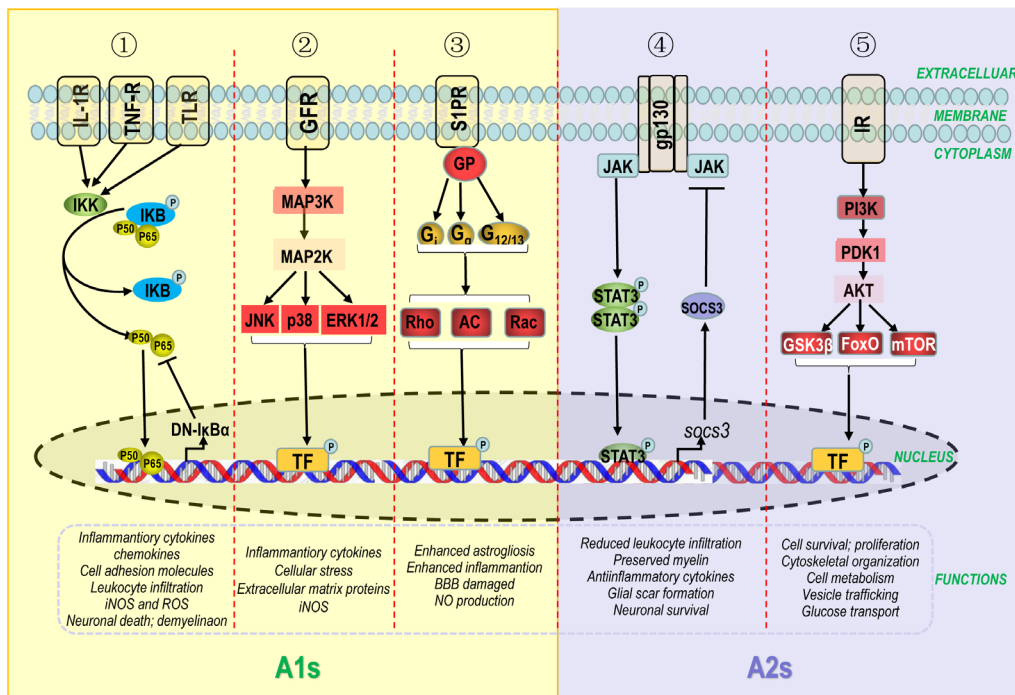 ①
②
③
④
⑤
EXTRACELLUAR
MEMBRANE
CYTOPLASM
IL-1R
TNF-R
TLR
GFR
S1PR
gp130
IR
IKK
IKB
P
P50
P65
IKB
P
P50
P65
DN-IκBα
P50
P65
MAP3K
MAP2K
JNK
p38
ERK1/2
TF
P
GP
Gi
Gq
G12/13
Rho
AC
Rac
TF
P
JAK
JAK
STAT3
P
STAT3
P
SOCS3
socs3
STAT3
P
PI3K
PDK1
AKT
GSK3β
FoxO
mTOR
TF
P
NUCLEUS
Inflammantiory cytokines
chemokines
Cell adhesion molecules
Leukocyte infiltration
iNOS and ROS
Neuronal death; demyelinaon
Inflammantiory cytokines
Cellular stress
Extracellular matrix proteins
iNOS
Enhanced astrogliosis
Enhanced inflammantion
BBB damaged
NO production
Reduced leukocyte infiltration
Preserved myelin
Antiinflammatory cytokines
Glial scar formation
Neuronal survival
Cell survival; proliferation
Cytoskeletal organization
Cell metabolism
Vesicle trafficking
Glucose transport
FUNCTIONS
A1s
A2s